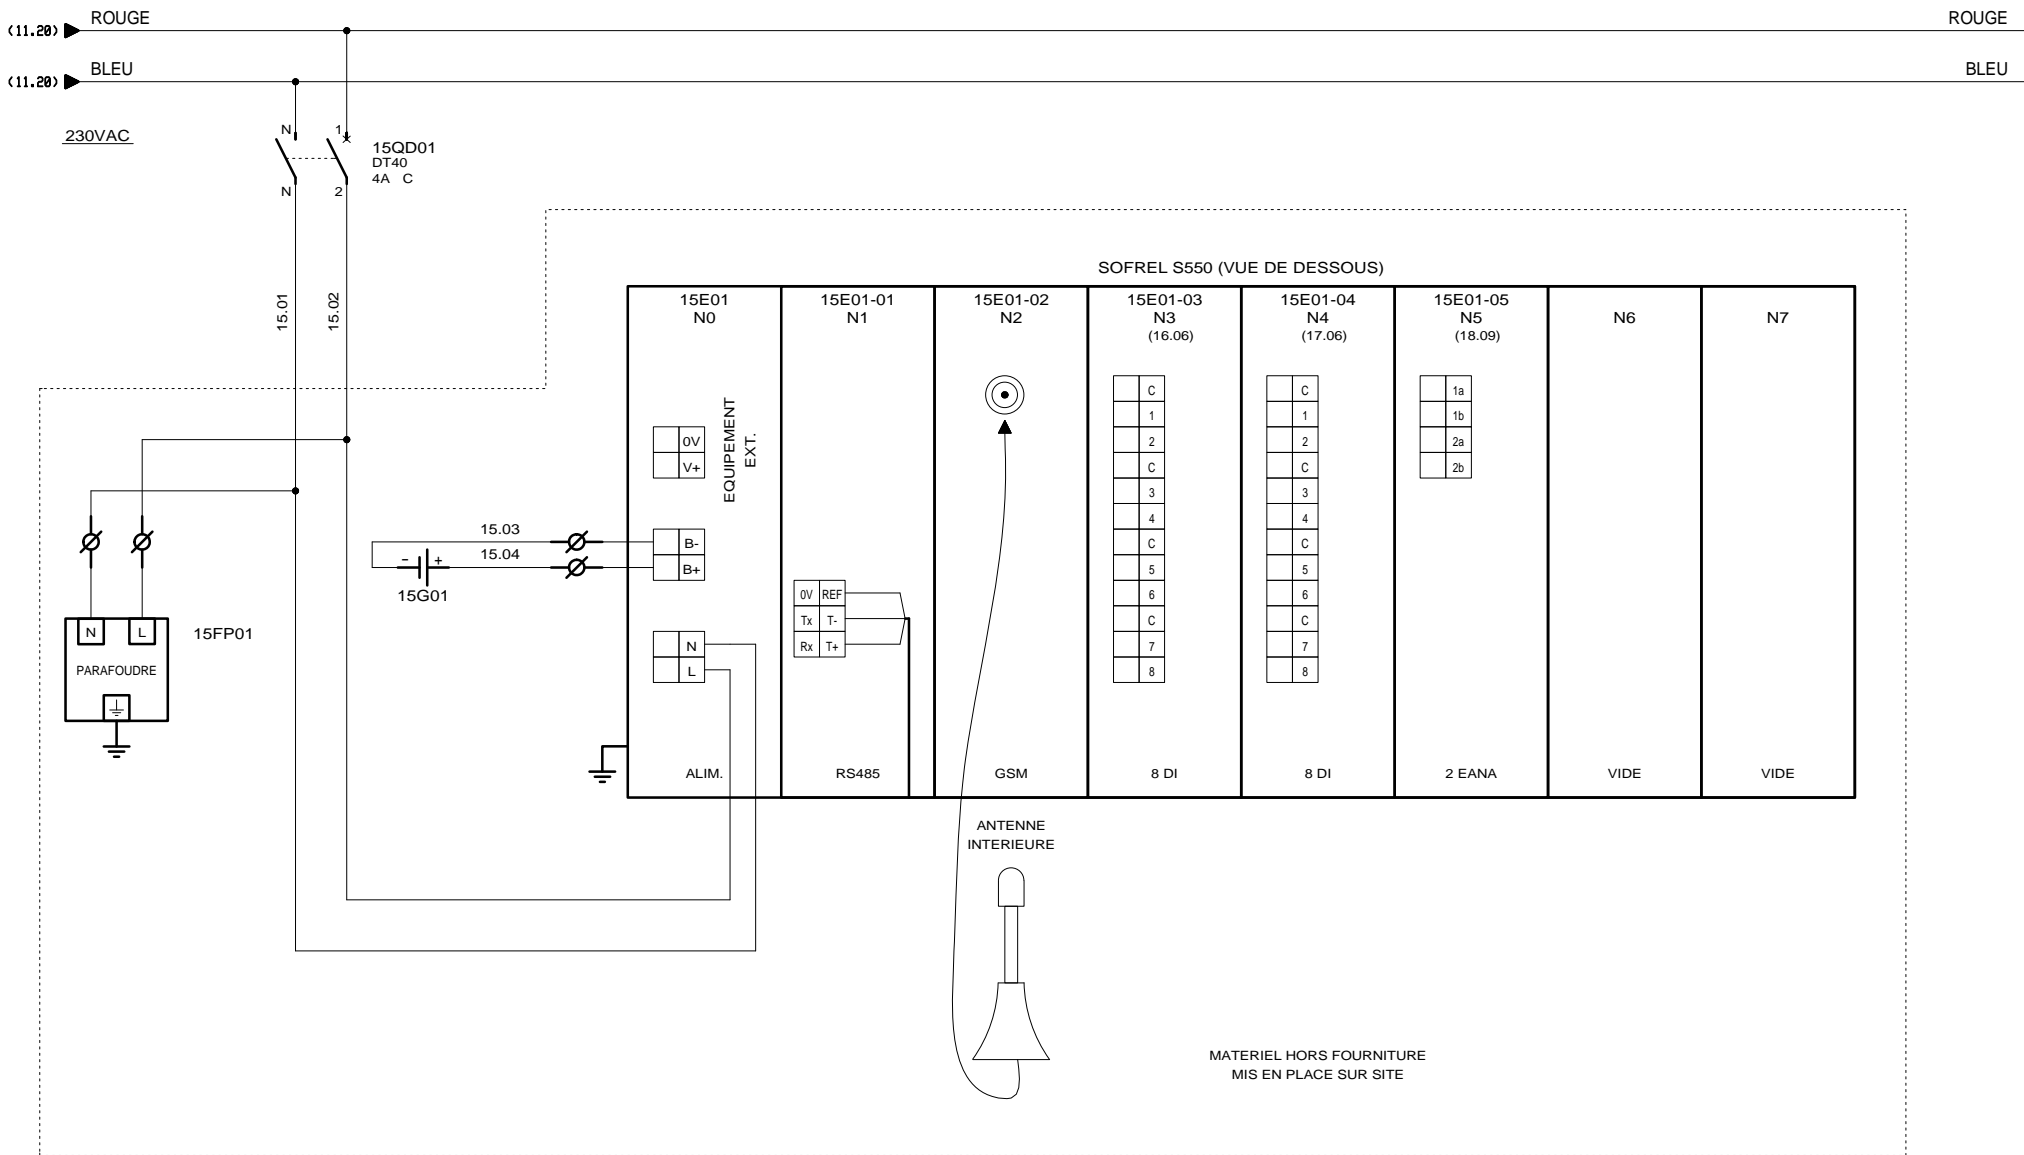 ROUGE
ROUGE
(11.20)
BLEU
BLEU
(11.20)
230VAC
N
1
15QD01
DT40
4A C
N
2
15.01
15.02
SOFREL S550 (VUE DE DESSOUS)
15E01
N0
0V
V+
EQUIPEMENT
EXT.
B-
B+
N
L
ALIM.
15E01-01
N1
0V REF
Tx T-
Rx T+
RS485
15E01-02
N2
GSM
15E01-03
N3
(16.06)
C
1
2
C
3
4
C
5
6
C
7
8
8 DI
15E01-04
N4
(17.06)
C
1
2
C
3
4
C
5
6
C
7
8
8 DI
15E01-05
N5
(18.09)
1a
1b
2a
2b
2 EANA
N6
VIDE
N7
VIDE
15.03
15.04
- +
15G01
N L
15FP01
PARAFOUDRE
ANTENNE
INTERIEURE
MATERIEL HORS FOURNITURE
MIS EN PLACE SUR SITE